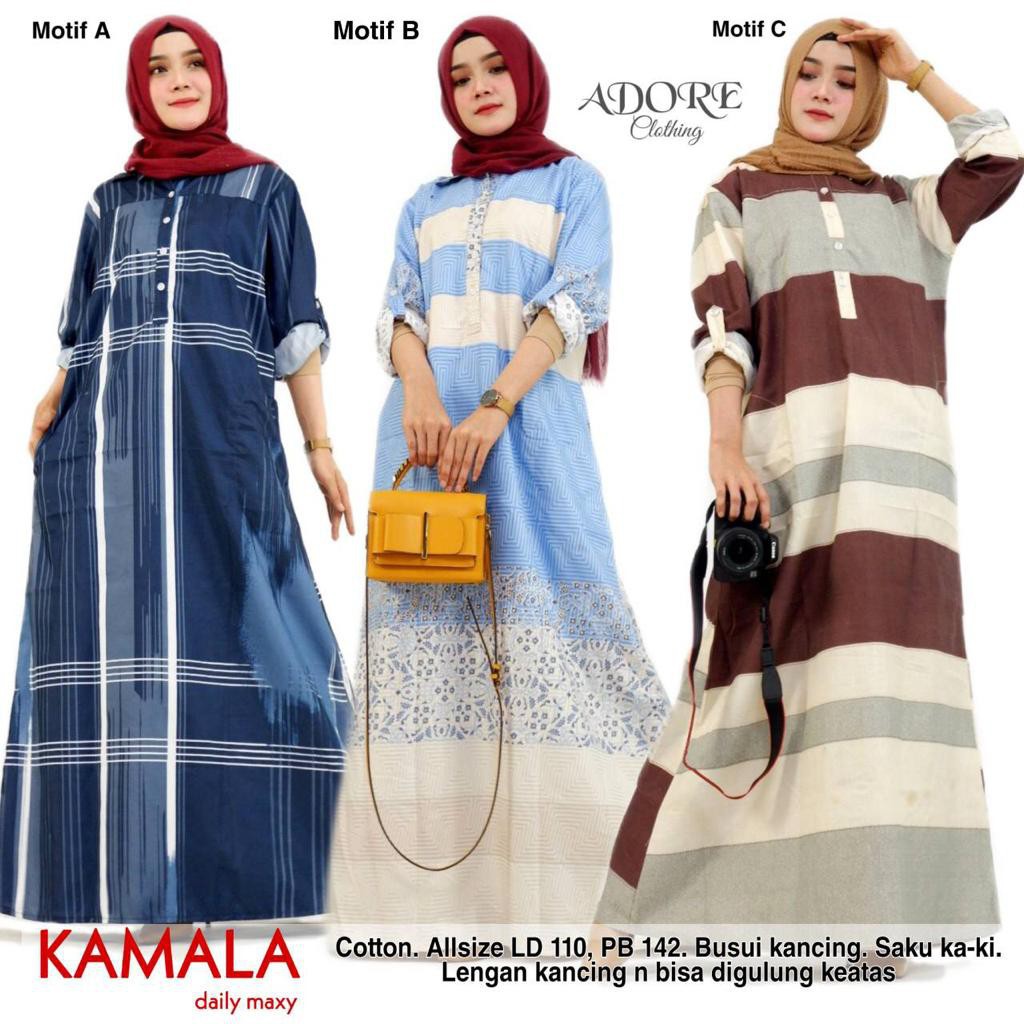 Motif A
Motif B
Motif C
ADORE
Clothing
Canon
KAMALA
daily maxy
Cotton. Allsize LD 110, PB 142. Busui kancing. Saku ka-ki.
Lengan kancing n bisa digulung keatas